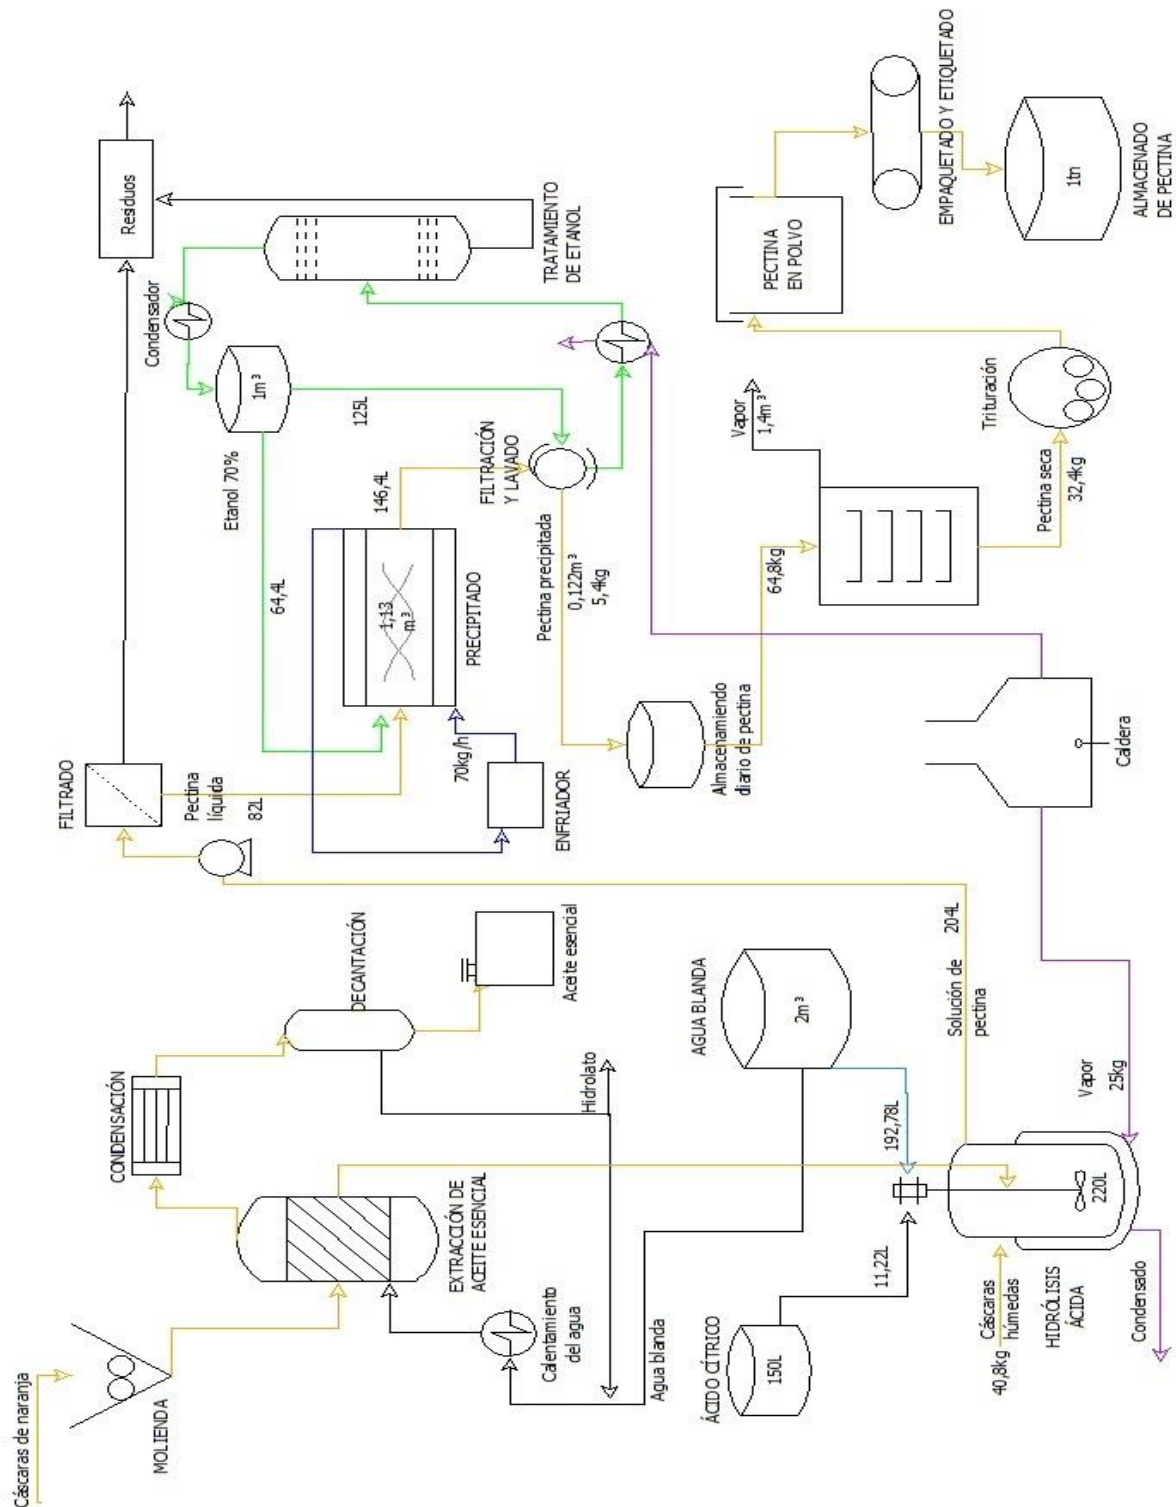 Cáscaras de naranja
MOLIENDA
CONDENSACIÓN
DECANTACIÓN
Aceite esencial
EXTRACCIÓN DE
ACEITE ESENCIAL
Hidrolato
Calentamiento
del agua
Agua blanda
ÁCIDO CÍTRICO
150L
AGUA BLANDA
2m³
192,78L
11,22L
Cáscaras
húmedas
40,8kg
HIDRÓLISIS
ÁCIDA
220L
Condensado
Vapor
25kg
Caldera
Solución de
pectina
204L
FILTRADO
Pectina
líquida
82L
Residuos
Condensador
1m³
Etanol 70%
64,4L
125L
TRATAMIENTO
DE ETANOL
1,13
m³
PRECIPITADO
146,4L
70kg/h
ENFRIADOR
FILTRACIÓN
Y LAVADO
Pectina precipitada
0,122m³
5,4kg
Almacenamiendo
diario de pectina
64,8kg
Vapor
1,4m³
Pectina seca
32,4kg
Trituración
PECTINA
EN POLVO
EMPAQUETADO Y ETIQUETADO
1tn
ALMACENADO
DE PECTINA